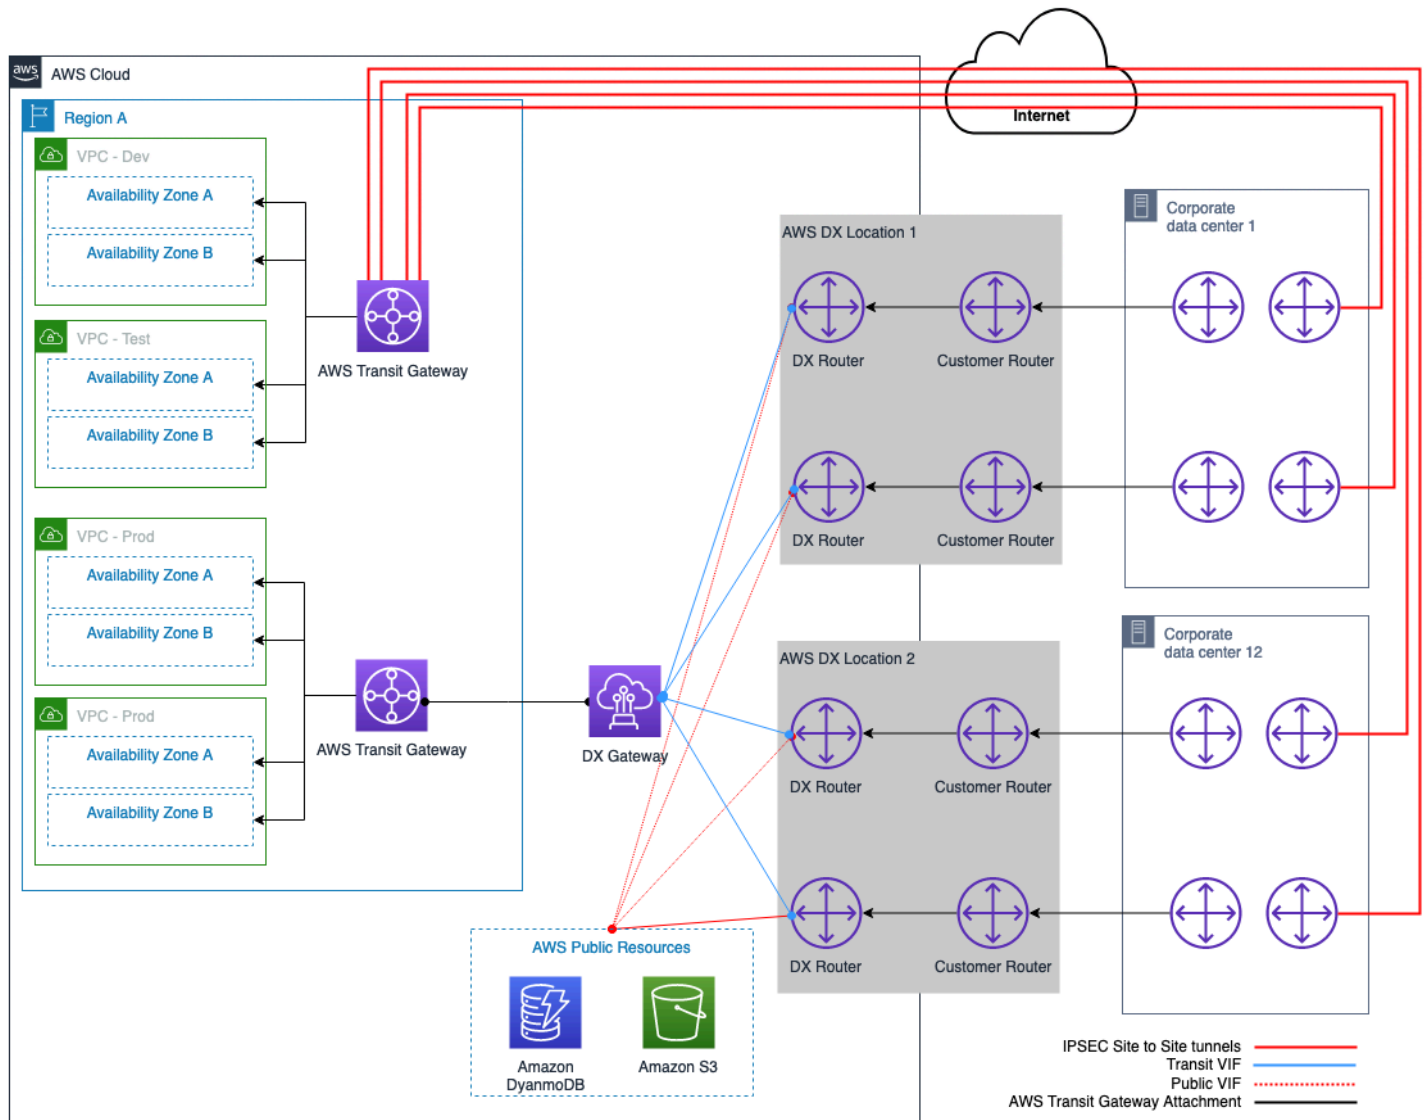 aws
AWS Cloud
Internet
Region A
VPC - Dev
Availability Zone A
Availability Zone B
VPC - Test
Availability Zone A
Availability Zone B
AWS Transit Gateway
VPC - Prod
Availability Zone A
Availability Zone B
VPC - Prod
Availability Zone A
Availability Zone B
AWS Transit Gateway
DX Gateway
AWS DX Location 1
DX Router
Customer Router
DX Router
Customer Router
Corporate
data center 1
AWS DX Location 2
DX Router
Customer Router
DX Router
Customer Router
Corporate
data center 12
AWS Public Resources
Amazon
DyanmoDB
Amazon S3
IPSEC Site to Site tunnels
Transit VIF
Public VIF
AWS Transit Gateway Attachment